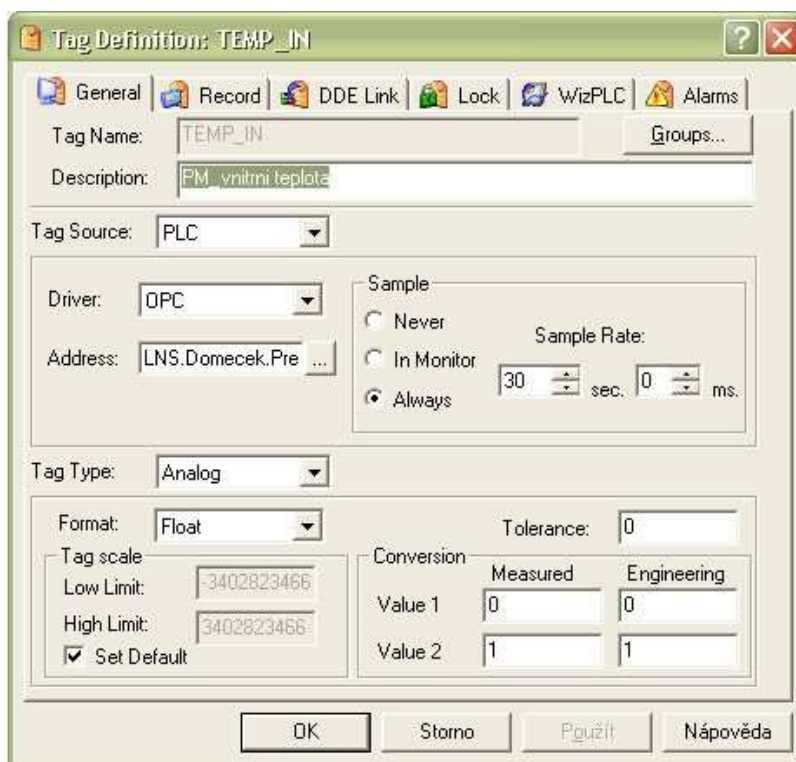 Tag Definition: TEMP_IN
General Record DDE Link Lock WizPLC Alarms
Tag Name: TEMP_IN Groups...
Description: PM_vnitrni teplota
Tag Source: PLC
Sample
Driver: OPC
Never
Sample Rate:
Address: LNS.Domecek.Pre ... In Monitor
30 sec. 0 ms.
Always
Tag Type: Analog
Format: Float Tolerance: 0
Tag scale Conversion
Measured Engineering
Low Limit: -3402823466
Value 1 0 0
High Limit: 3402823466
Set Default Value 2 1 1
OK Storno Použít Nápověda